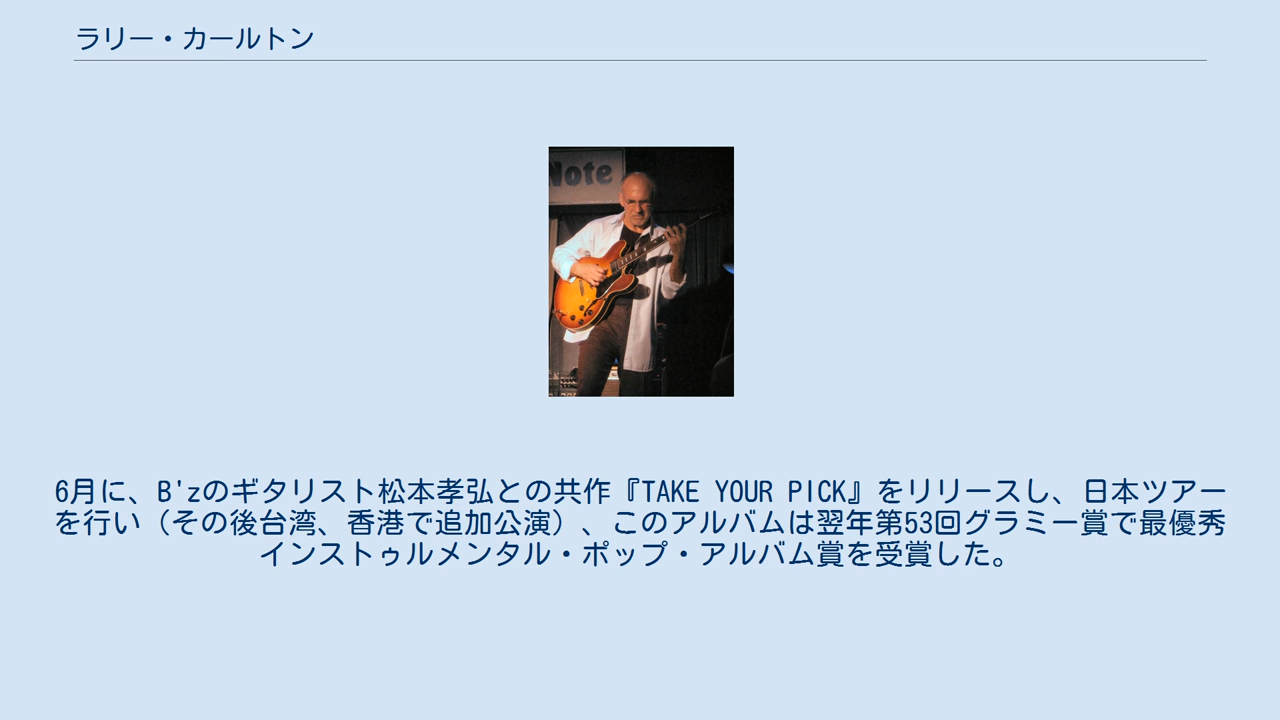 ラリー・カールトン
Note
6月に、B'zのギタリスト松本孝弘との共作『TAKE YOUR PICK』をリリースし、日本ツアー
を行い（その後台湾、香港で追加公演）、このアルバムは翌年第53回グラミー賞で最優秀
インストゥルメンタル・ポップ・アルバム賞を受賞した。